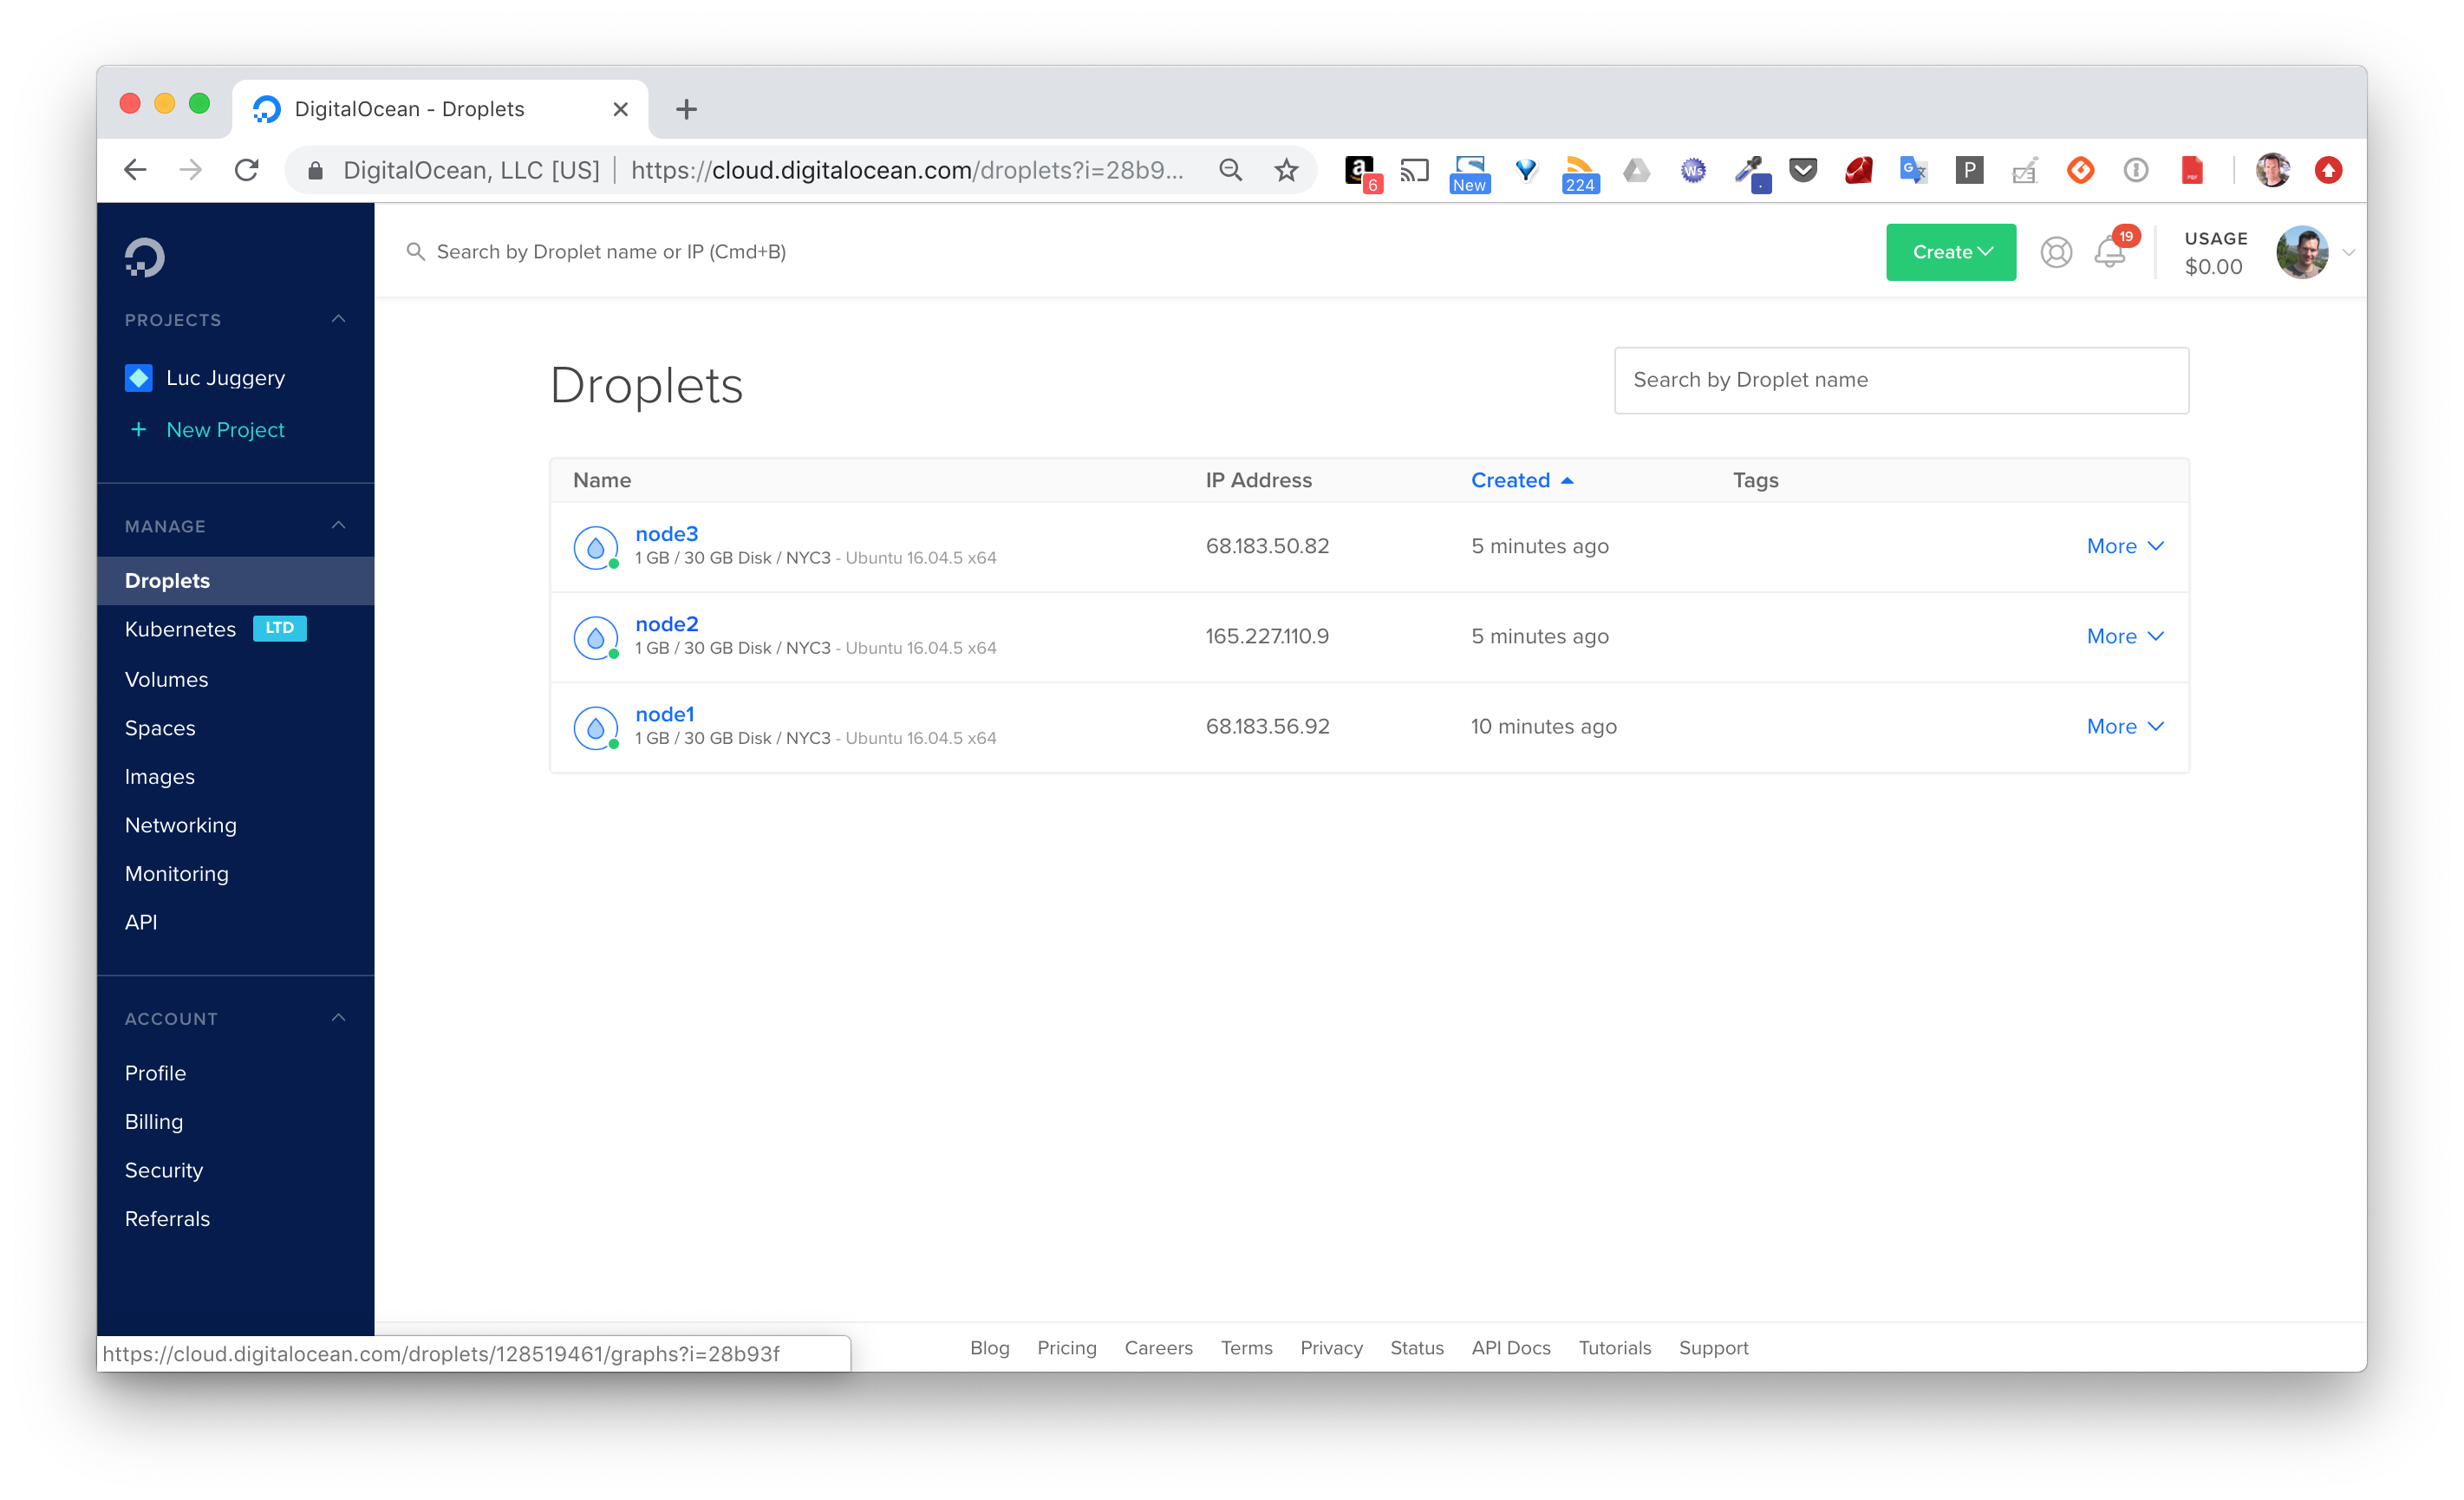 DigitalOcean - Droplets
DigitalOcean, LLC [US] | https://cloud.digitalocean.com/droplets?i=28b9...
6
New
224
Ws
P
Search by Droplet name or IP (Cmd+B)
Create
19
USAGE
$0.00
PROJECTS
Luc Juggery
+ New Project
MANAGE
Droplets
Kubernetes LTD
Volumes
Spaces
Images
Networking
Monitoring
API
ACCOUNT
Profile
Billing
Security
Referrals
Droplets
Search by Droplet name
Name IP Address Created Tags
node3
1 GB / 30 GB Disk / NYC3 - Ubuntu 16.04.5 x64
68.183.50.82 5 minutes ago More
node2
1 GB / 30 GB Disk / NYC3 - Ubuntu 16.04.5 x64
165.227.110.9 5 minutes ago More
node1
1 GB / 30 GB Disk / NYC3 - Ubuntu 16.04.5 x64
68.183.56.92 10 minutes ago More
https://cloud.digitalocean.com/droplets/128519461/graphs?i=28b93f
Blog Pricing Careers Terms Privacy Status API Docs Tutorials Support